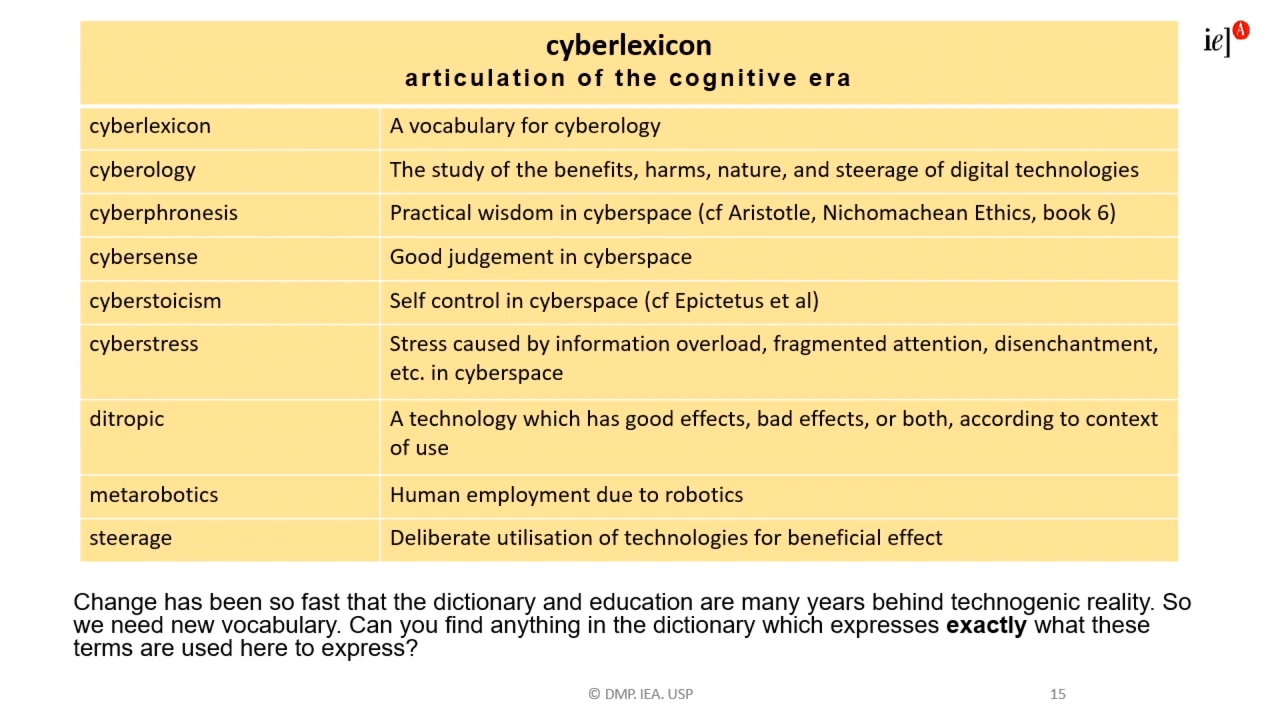 cyberlexicon
articulation of the cognitive era
ie] A
cyberlexicon A vocabulary for cyberology
cyberology The study of the benefits, harms, nature, and steerage of digital technologies
cyberphronesis Practical wisdom in cyberspace (cf Aristotle, Nichomachean Ethics, book 6)
cybersense Good judgement in cyberspace
cyberstoicism Self control in cyberspace (cf Epictetus et al)
cyberstress Stress caused by information overload, fragmented attention, disenchantment,
etc. in cyberspace
ditropic A technology which has good effects, bad effects, or both, according to context
of use
metarobotics Human employment due to robotics
steerage Deliberate utilisation of technologies for beneficial effect
Change has been so fast that the dictionary and education are many years behind technogenic reality. So
we need new vocabulary. Can you find anything in the dictionary which expresses exactly what these
terms are used here to express?
© DMP. IEA. USP 15